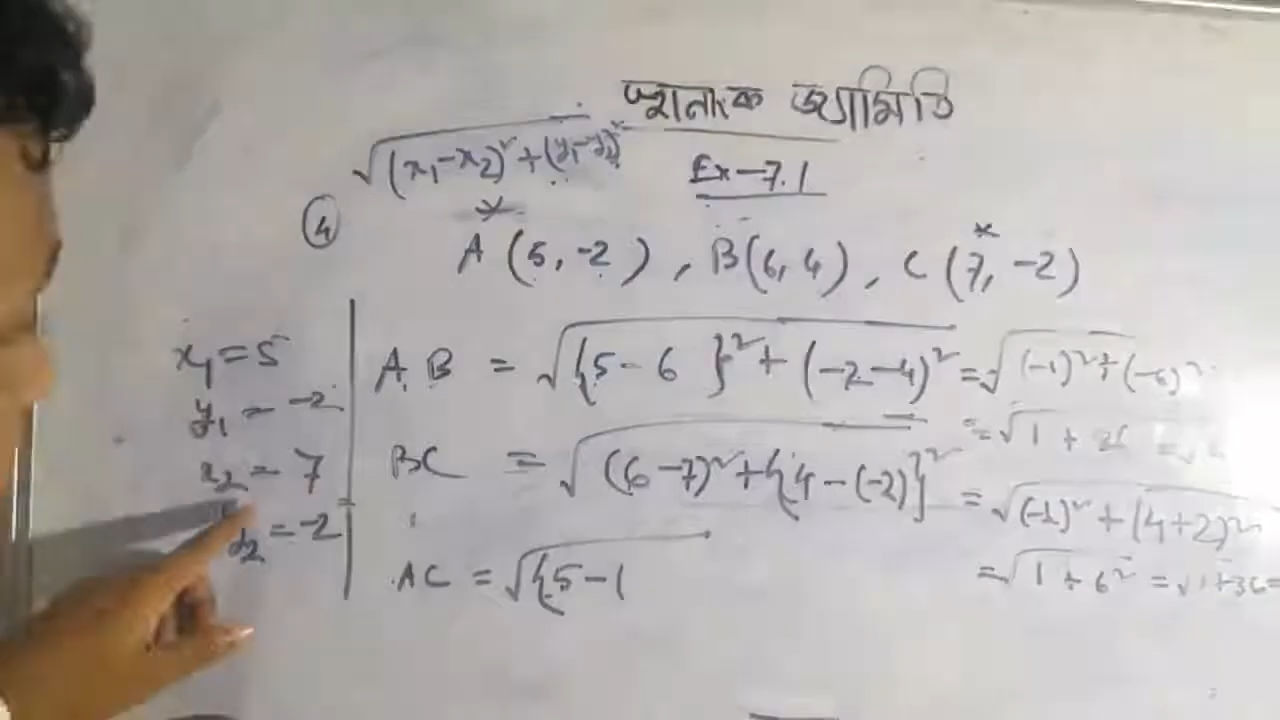 স্থানাংক জ্যামিতি
√(x₁-x₂)² + (y₁-y₂)²
Ex-7.1
④ A (5, -2), B(6, 4), C (7, -2)
x₁ = 5
y₁ = -2
x₂ = 7
y₂ = -2
AB = √{5-6}² + (-2-4)² = √(-1)² + (-6)²
= √1 +
BC = √(6-7)² + {4-(-2)}² = √(-1)² + (4+2)²
= √1 + 6² = √1+36 =
AC = √{5-(